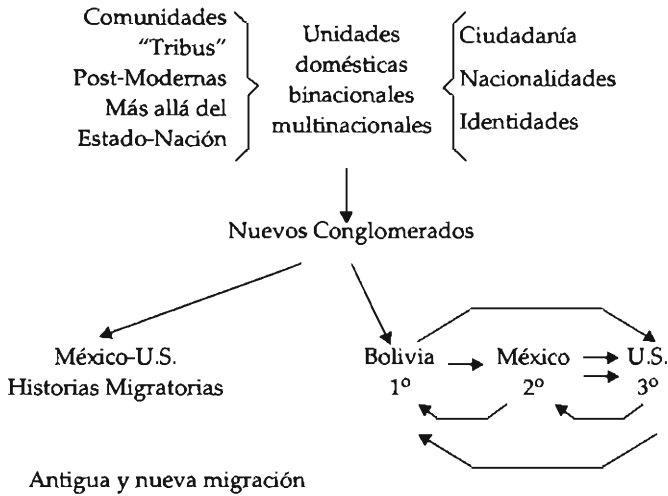 Comunidades
“Tribus”
Post-Modernas
Más allá del
Estado-Nación
Unidades
domésticas
binacionales
multinacionales
Ciudadanía
Nacionalidades
Identidades
Nuevos Conglomerados
México-U.S.
Historias Migratorias
Bolivia México U.S.
1º 2º 3º
Antigua y nueva migración